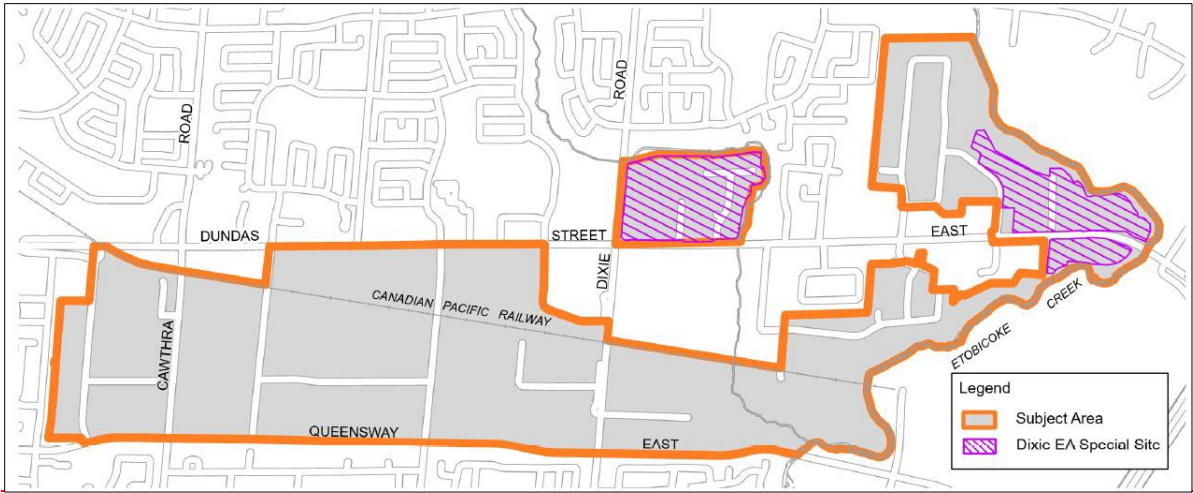 ROAD
ROAD
DUNDAS STREET EAST
DIXIE
CANADIAN PACIFIC RAILWAY
CAWTHRA
ETOBICOKE CREEK
QUEENSWAY EAST
Legend
Subject Area
Dixie EA Special Site